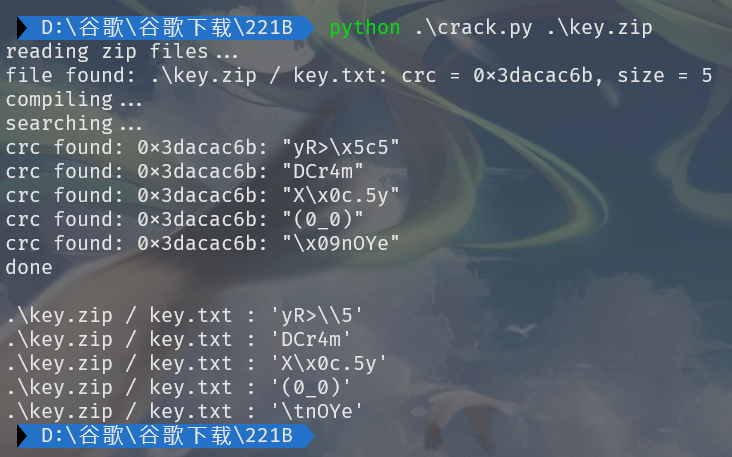 D:\谷歌\谷歌下载\221B python .\crack.py .\key.zip
reading zip files...
file found: .\key.zip / key.txt: crc = 0×3dacac6b, size = 5
compiling...
searching...
crc found: 0×3dacac6b: "yR>\x5c5"
crc found: 0×3dacac6b: "DCr4m"
crc found: 0×3dacac6b: "X\x0c.5y"
crc found: 0×3dacac6b: "(0_0)"
crc found: 0×3dacac6b: "\x09nOYe"
done
.\key.zip / key.txt : 'yR>\\5'
.\key.zip / key.txt : 'DCr4m'
.\key.zip / key.txt : 'X\x0c.5y'
.\key.zip / key.txt : '(0_0)'
.\key.zip / key.txt : '\tnOYe'
D:\谷歌\谷歌下载\221B